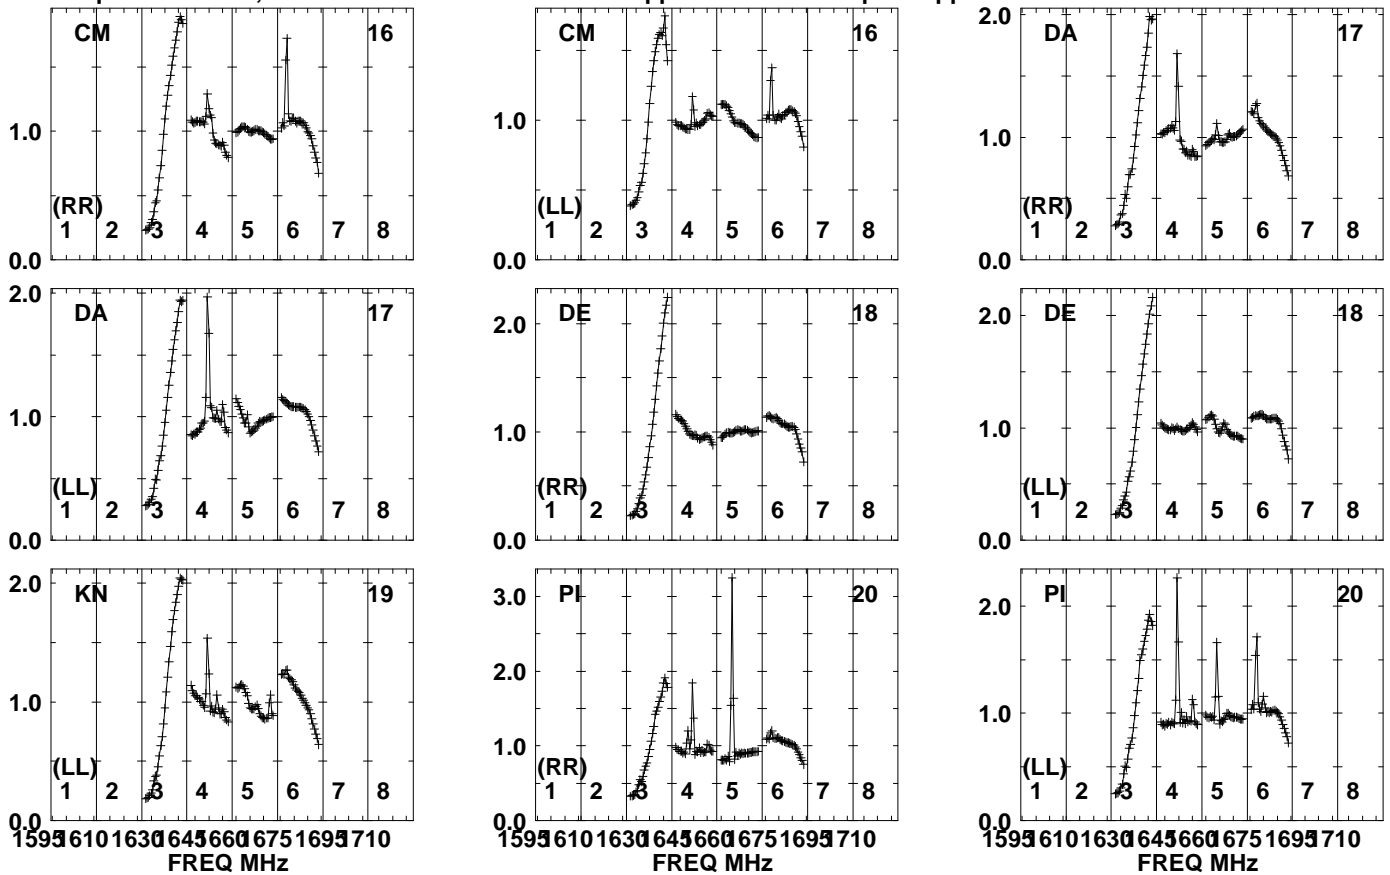 CM 16 CM 16 DA 17
2.0
1.0 1.0 1.0
(RR) (LL) (RR)
1 2 3 4 5 6 7 8 1 2 3 4 5 6 7 8 1 2 3 4 5 6 7 8
0.0 0.0 0.0
2.0 DA 17 DE 18 DE 18
2.0 2.0
1.0 1.0 1.0
(LL) (RR) (LL)
1 2 3 4 5 6 7 8 1 2 3 4 5 6 7 8 1 2 3 4 5 6 7 8
0.0 0.0 0.0
2.0 KN 19 3.0 PI 20 2.0 PI 20
2.0
1.0 1.0 1.0
(LL) (RR) (LL)
1 2 3 4 5 6 7 8 1 2 3 4 5 6 7 8 1 2 3 4 5 6 7 8
0.0 0.0 0.0
1595 1610 1630 1645 1660 1675 1695 1710 1595 1610 1630 1645 1660 1675 1695 1710 1595 1610 1630 1645 1660 1675 1695 1710
FREQ MHz FREQ MHz FREQ MHz